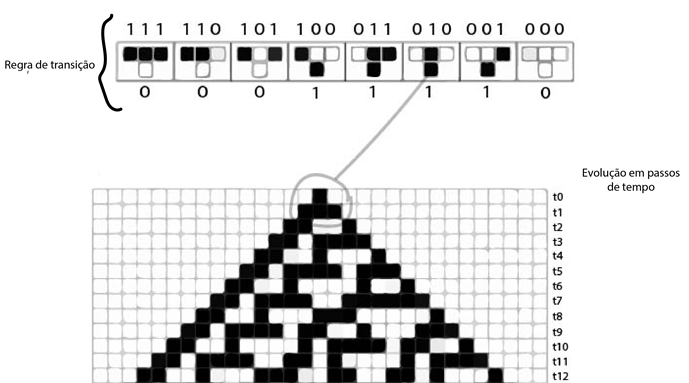 111 110 101 100 011 010 001 000
Regra de transição
0 0 0 1 1 1 1 0
Evolução em passos
de tempo
t0
t1
t2
t3
t4
t5
t6
t7
t8
t9
t10
t11
t12